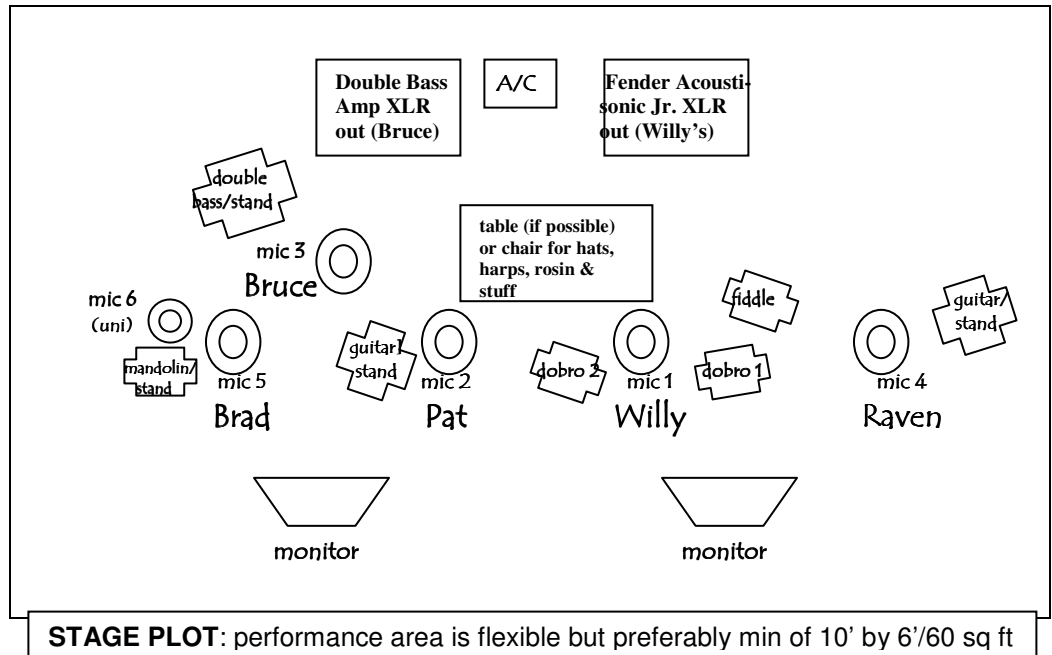 Double Bass
Amp XLR
out (Bruce)
A/C
Fender Acousti-
sonic Jr. XLR
out (Willy's)
double
bass/stand
mic 3
Bruce
table (if possible)
or chair for hats,
harps, rosin &
stuff
mic 6
(uni)
mandolin/
stand
mic 5
Brad
guitar1
stand
mic 2
Pat
dobro 2
mic 1
Willy
fiddle
dobro 1
guitar/
stand
mic 4
Raven
monitor
monitor
STAGE PLOT: performance area is flexible but preferably min of 10' by 6'/60 sq ft